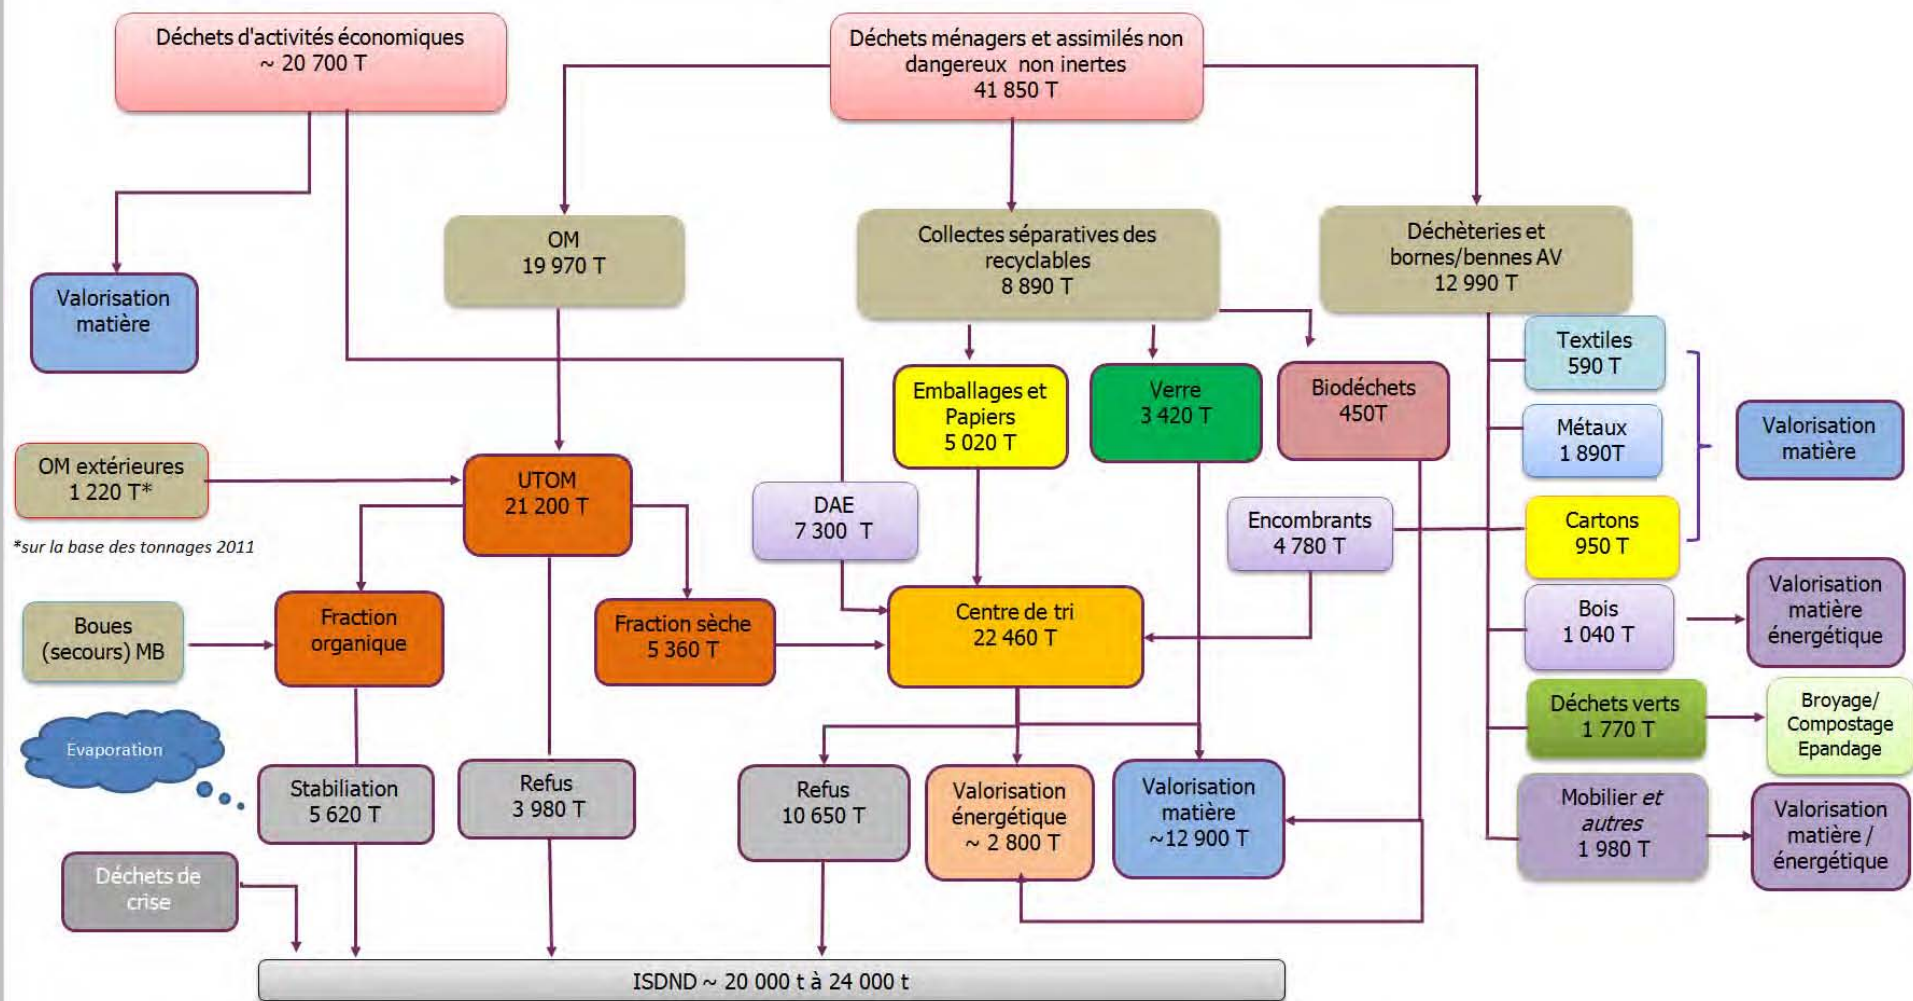 Déchets d'activités économiques
~ 20 700 T
Déchets ménagers et assimilés non
dangereux non inertes
41 850 T
OM
19 970 T
Collectes séparatives des
recyclables
8 890 T
Déchèteries et
bornes/bennes AV
12 990 T
Valorisation
matière
Textiles
590 T
Emballages et
Papiers
5 020 T
Verre
3 420 T
Biodéchets
450T
Métaux
1 890T
Valorisation
matière
OM extérieures
1 220 T*
*sur la base des tonnages 2011
UTOM
21 200 T
DAE
7 300 T
Encombrants
4 780 T
Cartons
950 T
Boues
(secours) MB
Fraction
organique
Fraction sèche
5 360 T
Centre de tri
22 460 T
Bois
1 040 T
Valorisation
matière
énergétique
Déchets verts
1 770 T
Broyage/
Compostage
Epandage
Evaporation
Stabiliation
5 620 T
Refus
3 980 T
Refus
10 650 T
Valorisation
énergétique
~ 2 800 T
Valorisation
matière
~12 900 T
Mobilier et
autres
1 980 T
Valorisation
matière /
énergétique
Déchets de
crise
ISDND ~ 20 000 t à 24 000 t